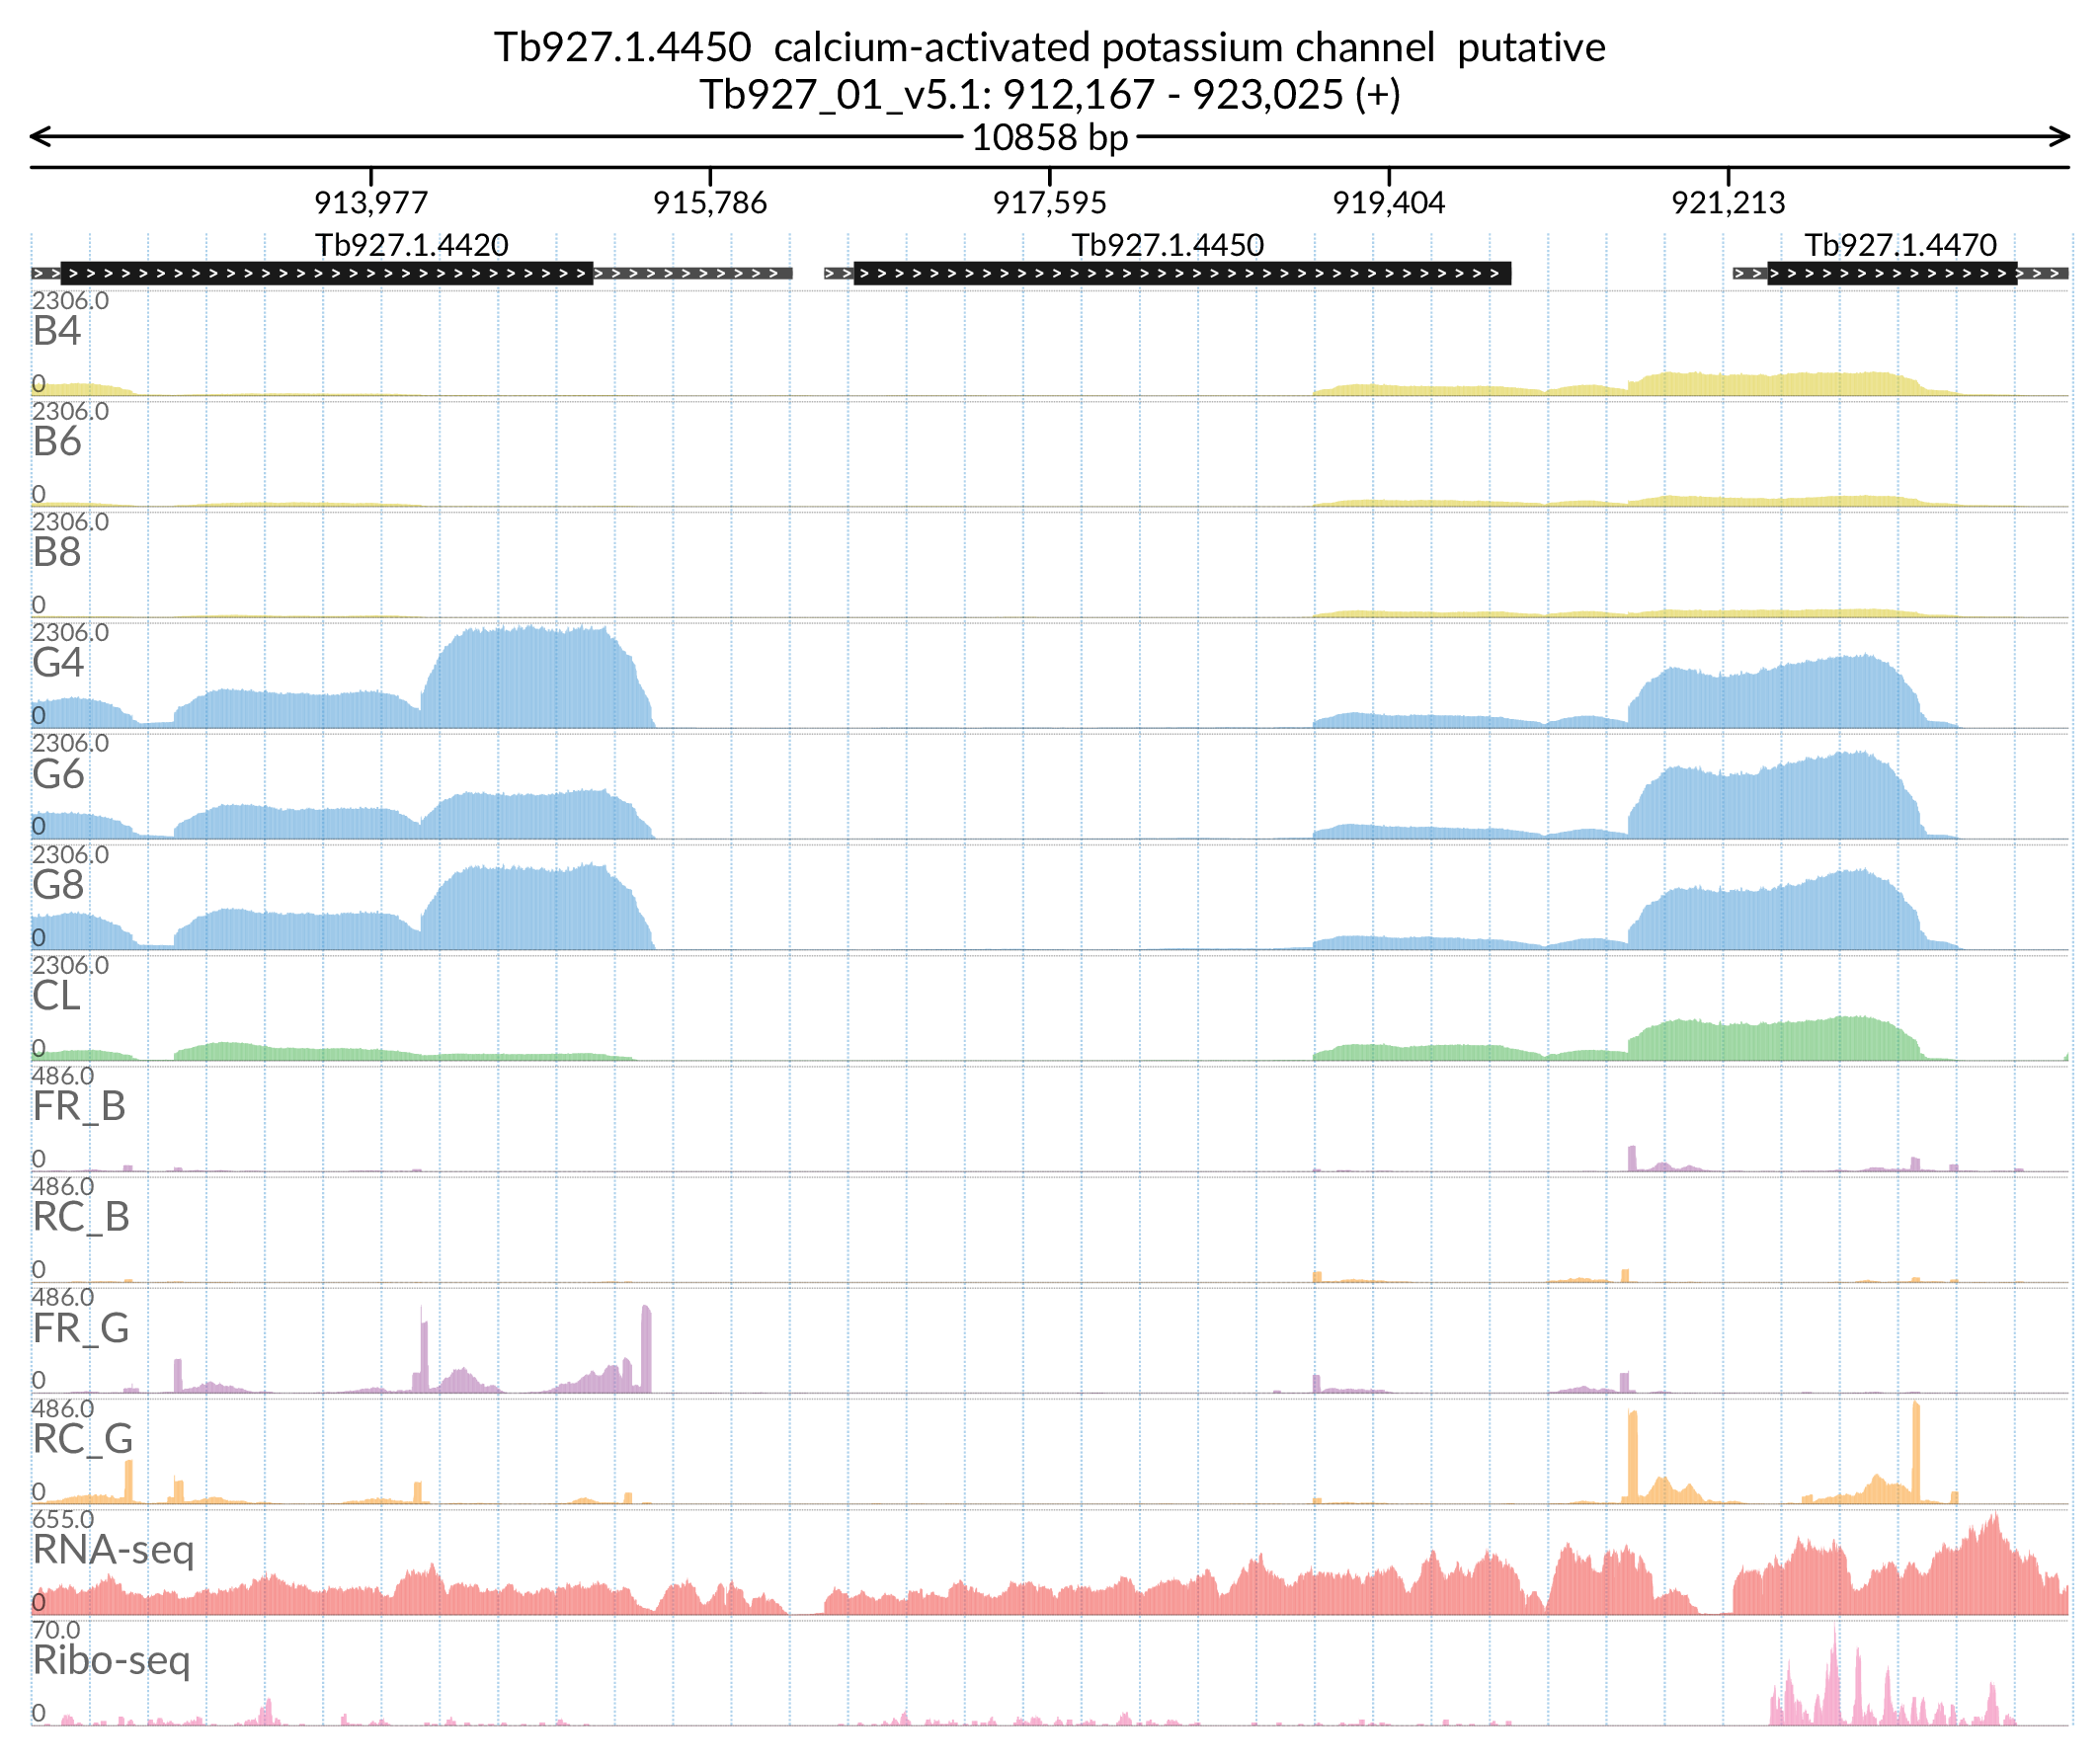 Tb927.1.4450  calcium-activated potassium channel  putative
Tb927_01_v5.1: 912,167 - 923,025 (+)
10858 bp
913,977 915,786 917,595 919,404 921,213
Tb927.1.4420 Tb927.1.4450 Tb927.1.4470
2306.0
B4
0
2306.0
B6
0
2306.0
B8
0
2306.0
G4
0
2306.0
G6
0
2306.0
G8
0
2306.0
CL
0
486.0
FR_B
0
486.0
RC_B
0
486.0
FR_G
0
486.0
RC_G
0
655.0
RNA-seq
0
70.0
Ribo-seq
0